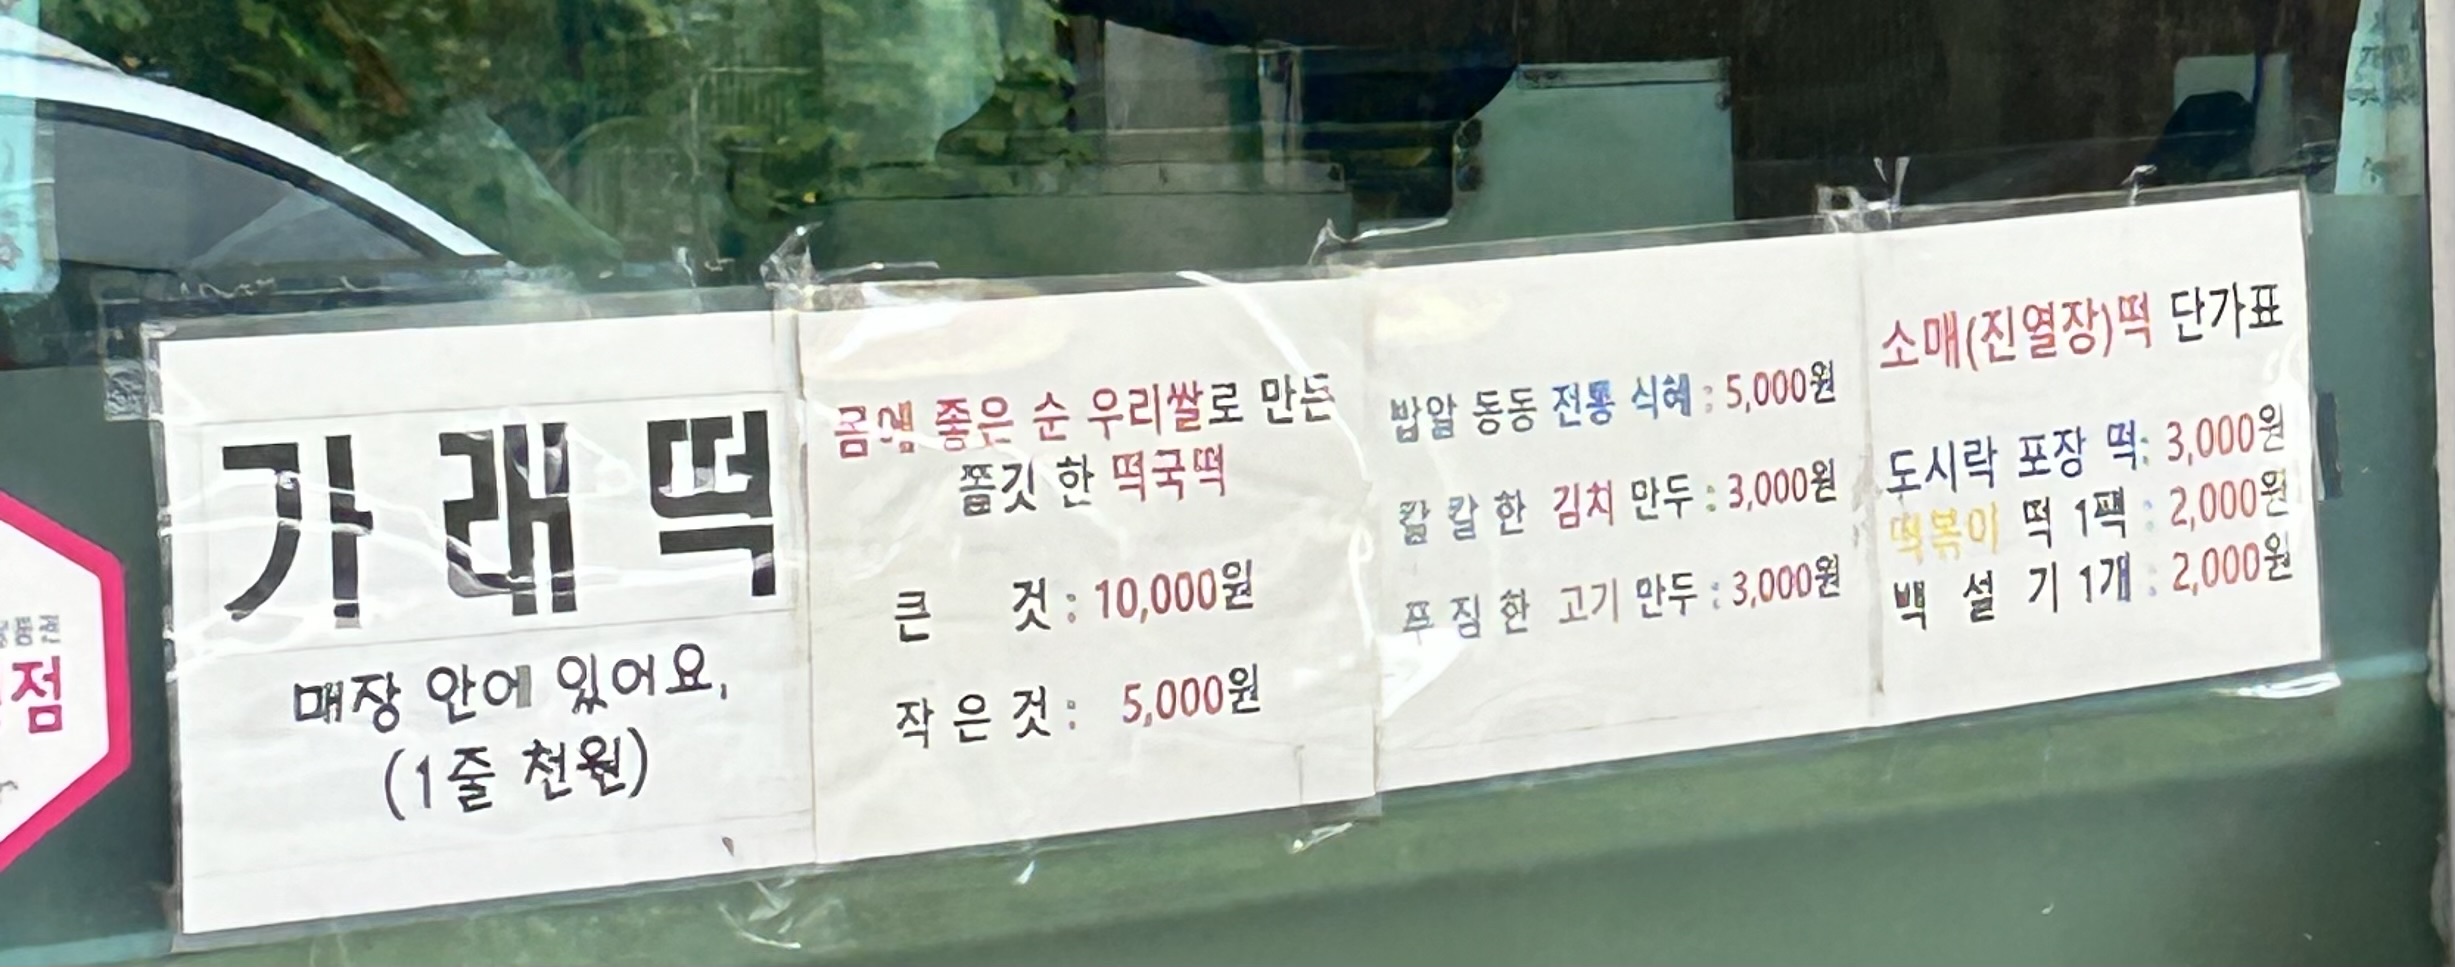 가래떡
매장 안에 있어요.
(1줄 천원)
몸에 좋은 순 우리쌀로 만든
쫄깃 한 떡국떡
큰 것 : 10,000원
작 은 것 : 5,000원
밥알 동동 전통 식혜 : 5,000원
칼 칼 한 김치 만두 : 3,000원
푸 짐 한 고기 만두 : 3,000원
소매(진열장)떡 단가표
도시락 포장 떡: 3,000원
떡볶이 떡 1팩 : 2,000원
백 설 기 1개 : 2,000원
점